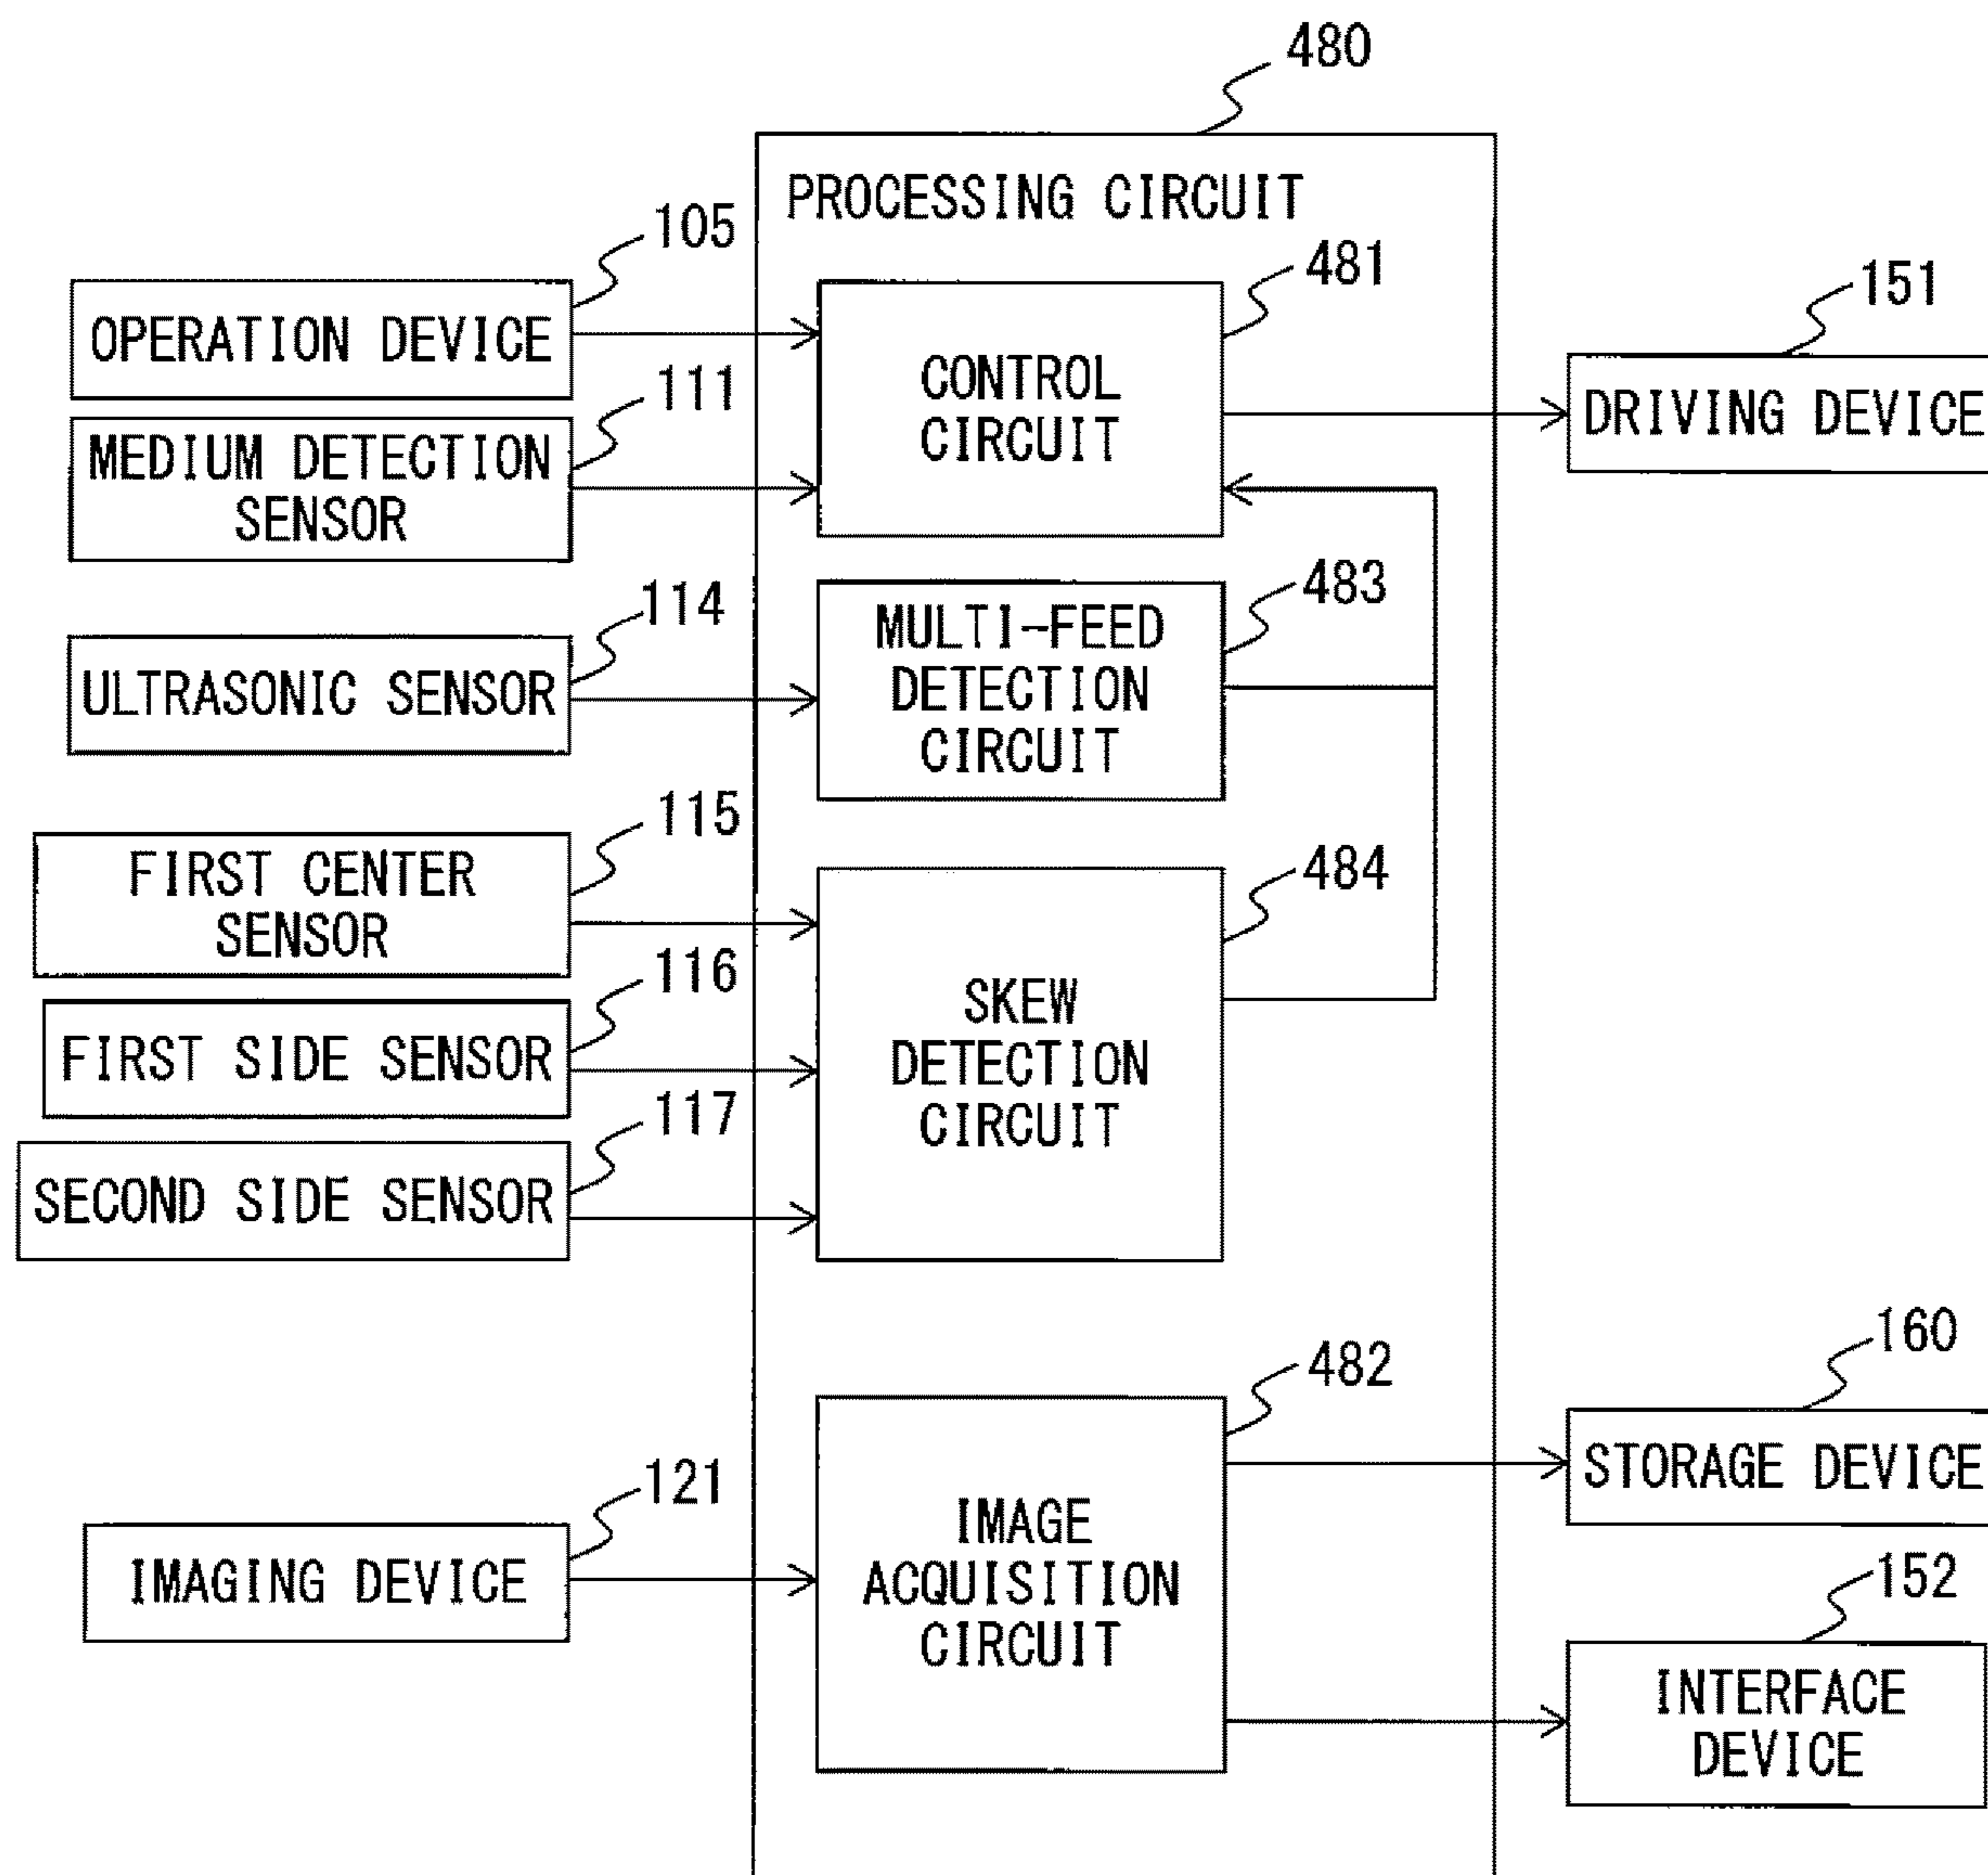 480
PROCESSING CIRCUIT
105
OPERATION DEVICE
111
MEDIUM DETECTION
SENSOR
114
ULTRASONIC SENSOR
115
FIRST CENTER
SENSOR
116
FIRST SIDE SENSOR
117
SECOND SIDE SENSOR
121
IMAGING DEVICE
481
CONTROL
CIRCUIT
483
MULTI-FEED
DETECTION
CIRCUIT
484
SKEW
DETECTION
CIRCUIT
482
IMAGE
ACQUISITION
CIRCUIT
151
DRIVING DEVICE
160
STORAGE DEVICE
152
INTERFACE
DEVICE